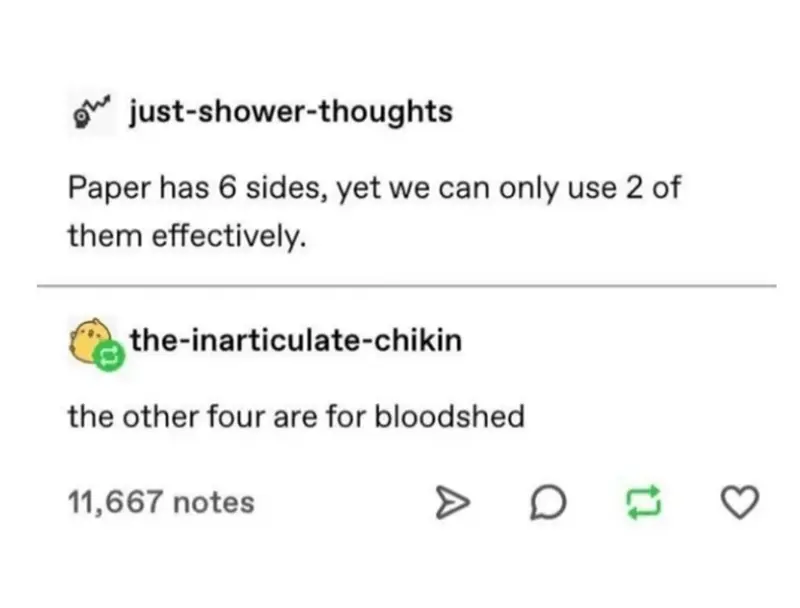 just-shower-thoughts
Paper has 6 sides, yet we can only use 2 of
them effectively.
the-inarticulate-chikin
the other four are for bloodshed
11,667 notes